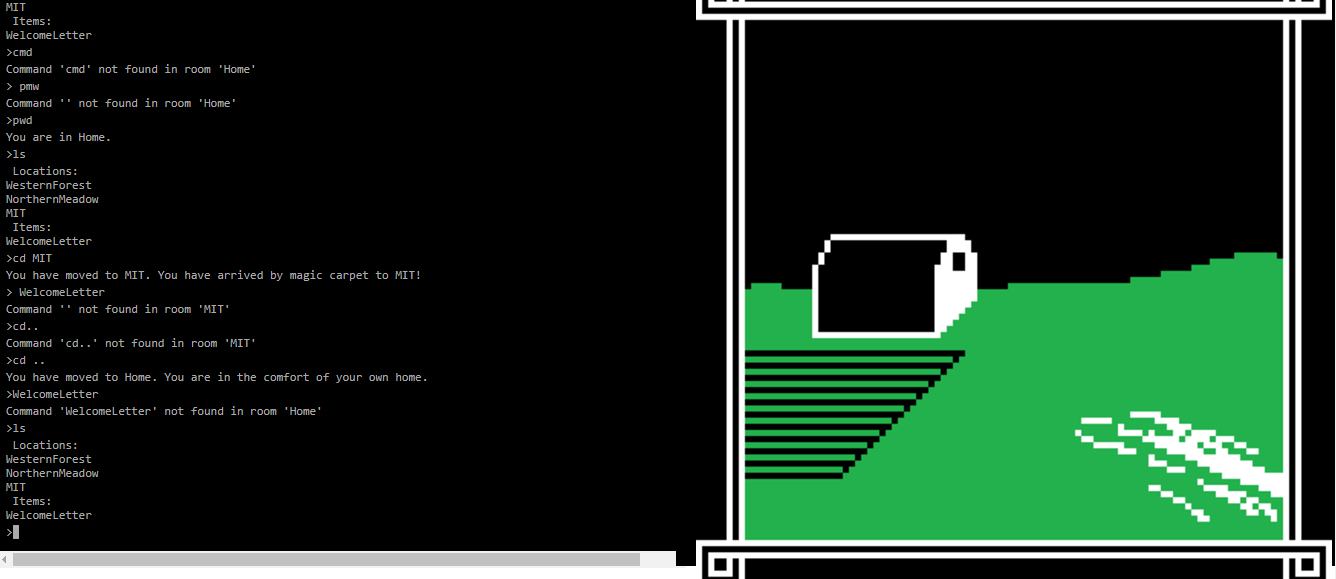 MIT
 Items:
WelcomeLetter
>cmd
Command 'cmd' not found in room 'Home'
> pmw
Command '' not found in room 'Home'
>pwd
You are in Home.
>ls
 Locations:
WesternForest
NorthernMeadow
MIT
 Items:
WelcomeLetter
>cd MIT
You have moved to MIT. You have arrived by magic carpet to MIT!
> WelcomeLetter
Command '' not found in room 'MIT'
>cd..
Command 'cd..' not found in room 'MIT'
>cd ..
You have moved to Home. You are in the comfort of your own home.
>WelcomeLetter
Command 'WelcomeLetter' not found in room 'Home'
>ls
 Locations:
WesternForest
NorthernMeadow
MIT
 Items:
WelcomeLetter
>